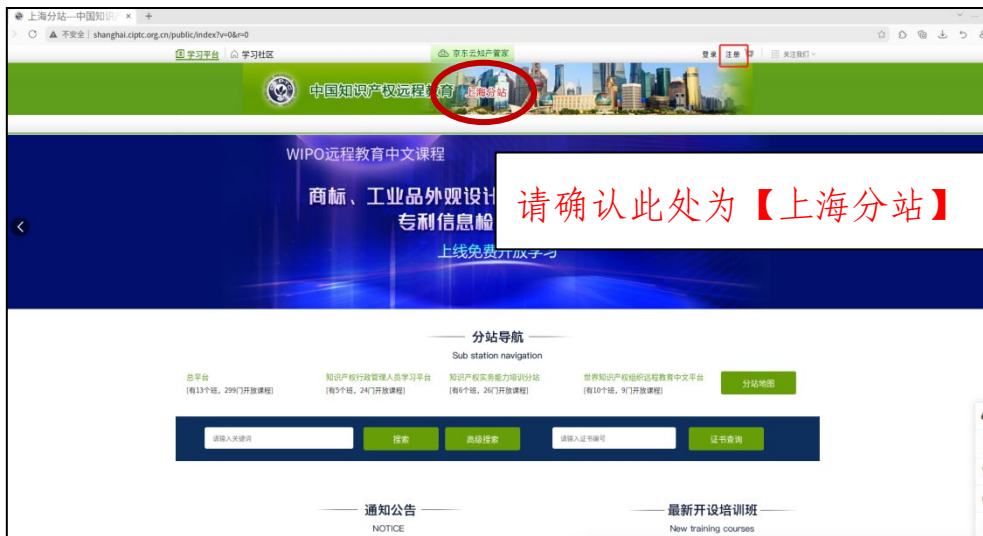 上海分站---中国知识产
不安全 shanghai.ciptc.org.cn/public/index?v=0&r=0
学习平台 学习社区 京东云知产管家 登录 注册 关注我们
中国知识产权远程教育 上海分站
WIPO远程教育中文课程
商标、工业品外观设计
专利信息检
上线免费开放学习
请确认此处为【上海分站】
分站导航
Sub station navigation
总平台 知识产权行政管理人员学习平台 知识产权实务能力培训分站 世界知识产权组织远程教育中文平台 分站地图
[有13个班，299门开放课程] [有5个班，24门开放课程] [有6个班，26门开放课程] [有10个班，9门开放课程]
请输入关键词 搜索 高级搜索 请输入证书编号 证书查询
通知公告 最新开设培训班
NOTICE New training courses